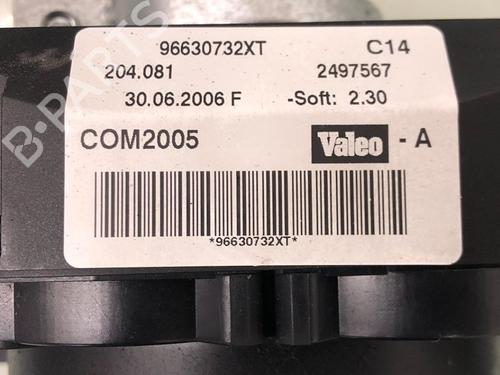 96630732XT C14
204.081 2497567
30.06.2006 F -Soft: 2.30
COM2005 Valeo - A
*96630732XT*
B-PARTS